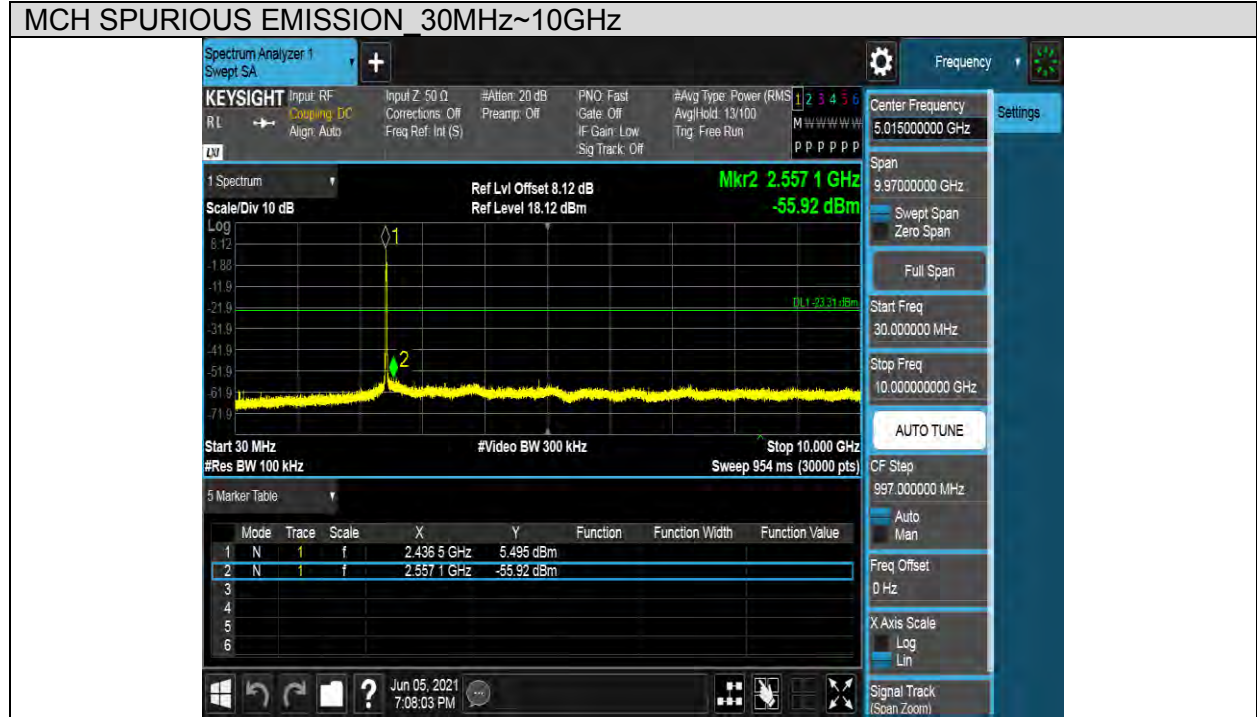 MCH SPURIOUS EMISSION_30MHz~10GHz
Spectrum Analyzer 1
Swept SA
+
Frequency
KEYSIGHT
RL
LXI
Input: RF
Coupling: DC
Align: Auto
Input Z: 50 Ω
Corrections: Off
Freq Ref: Int (S)
#Atten: 20 dB
Preamp: Off
PNO: Fast
Gate: Off
IF Gain: Low
Sig Track: Off
#Avg Type: Power (RMS
Avg|Hold: 13/100
Trig: Free Run
1 2 3 4 5 6
M W W W W W
P P P P P P
1 Spectrum
Scale/Div 10 dB
Ref Lvl Offset 8.12 dB
Ref Level 18.12 dBm
Mkr2 2.557 1 GHz
-55.92 dBm
Log
8.12
-1.88
-11.9
-21.9
-31.9
-41.9
-51.9
-61.9
-71.9
1
2
DL1 -23.31 dBm
Start 30 MHz
#Res BW 100 kHz
#Video BW 300 kHz
Stop 10.000 GHz
Sweep 954 ms (30000 pts)
5 Marker Table
Mode Trace Scale X Y Function Function Width Function Value
1 N 1 f 2.436 5 GHz 5.495 dBm
2 N 1 f 2.557 1 GHz -55.92 dBm
3
4
5
6
?
Jun 05, 2021
7:08:03 PM
Center Frequency
5.015000000 GHz
Settings
Span
9.97000000 GHz
Swept Span
Zero Span
Full Span
Start Freq
30.000000 MHz
Stop Freq
10.000000000 GHz
AUTO TUNE
CF Step
997.000000 MHz
Auto
Man
Freq Offset
0 Hz
X Axis Scale
Log
Lin
Signal Track
(Span Zoom)